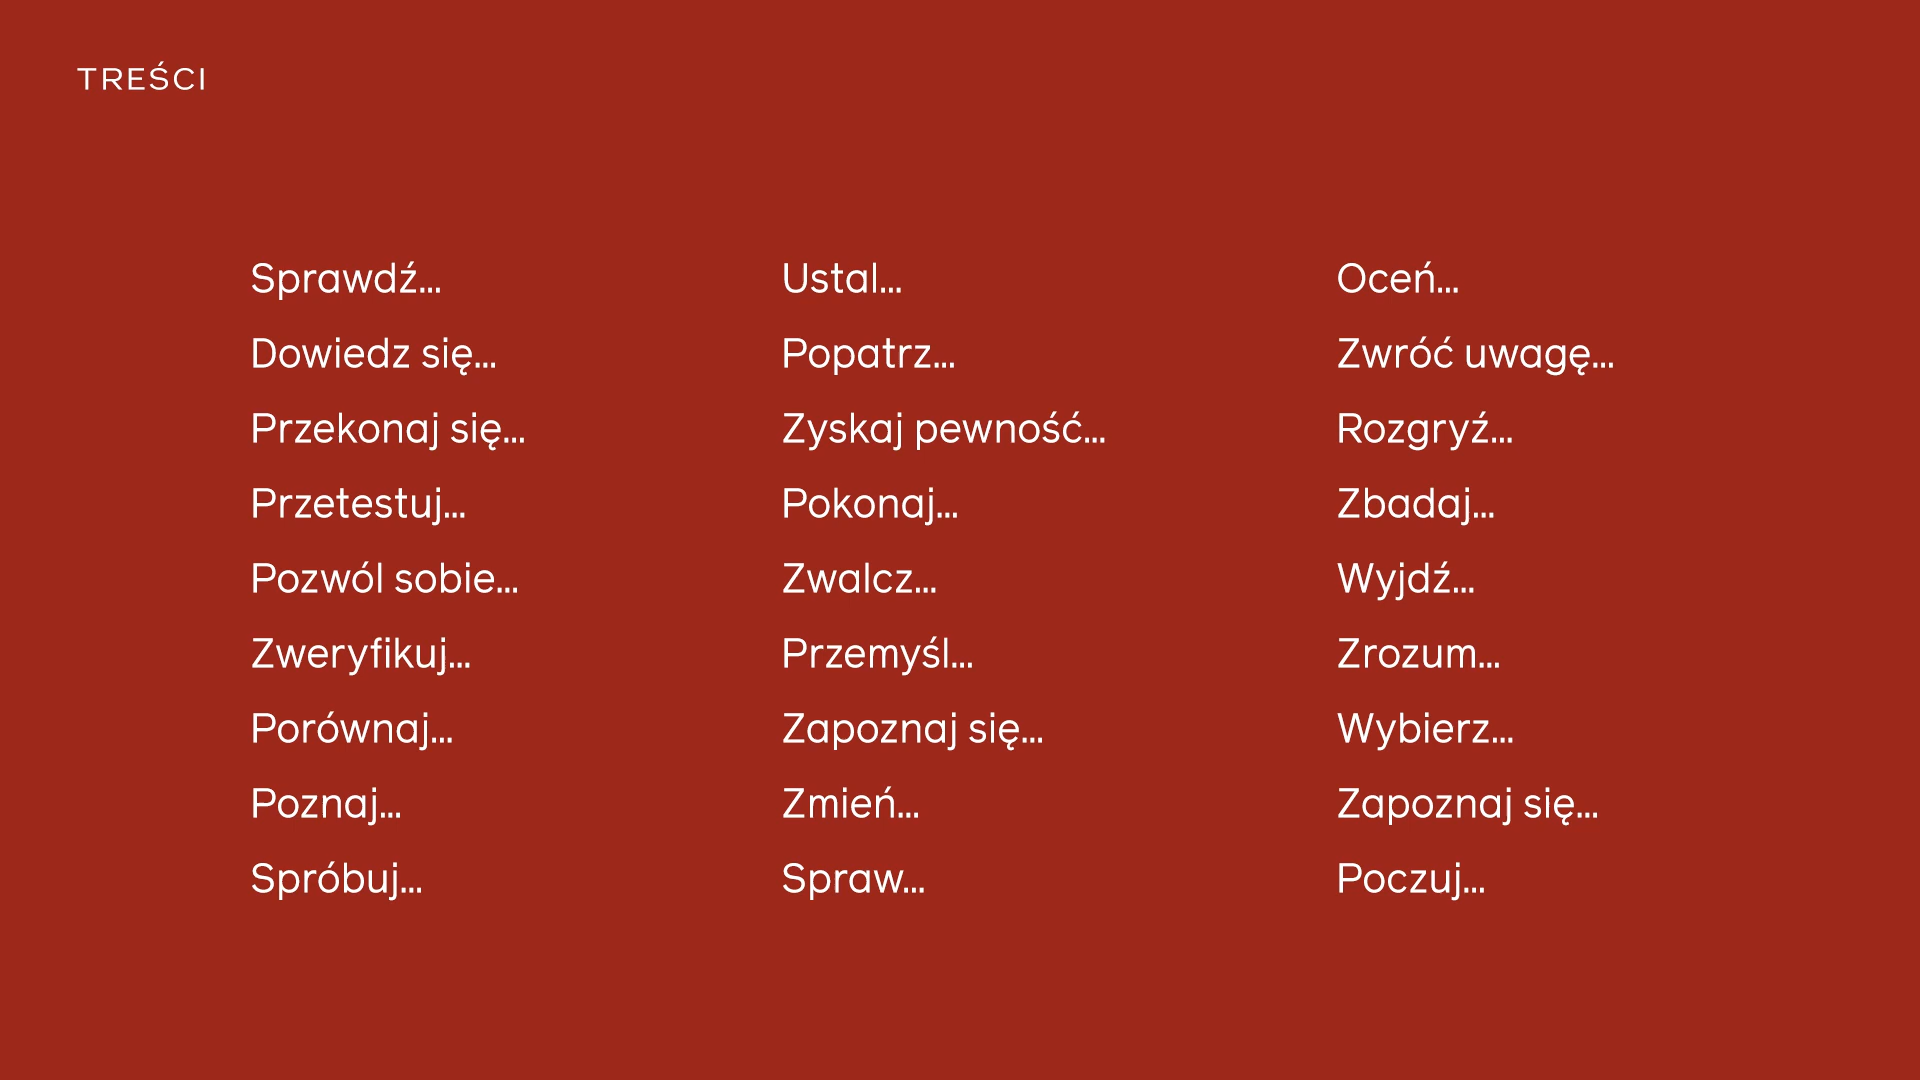 TREŚCI
Sprawdź...
Dowiedz się...
Przekonaj się...
Przetestuj...
Pozwól sobie...
Zweryfikuj...
Porównaj...
Poznaj...
Spróbuj...
Ustal...
Popatrz...
Zyskaj pewność...
Pokonaj...
Zwalcz...
Przemyśl...
Zapoznaj się...
Zmień...
Spraw...
Oceń...
Zwróć uwagę...
Rozgryź...
Zbadaj...
Wyjdź...
Zrozum...
Wybierz...
Zapoznaj się...
Poczuj...